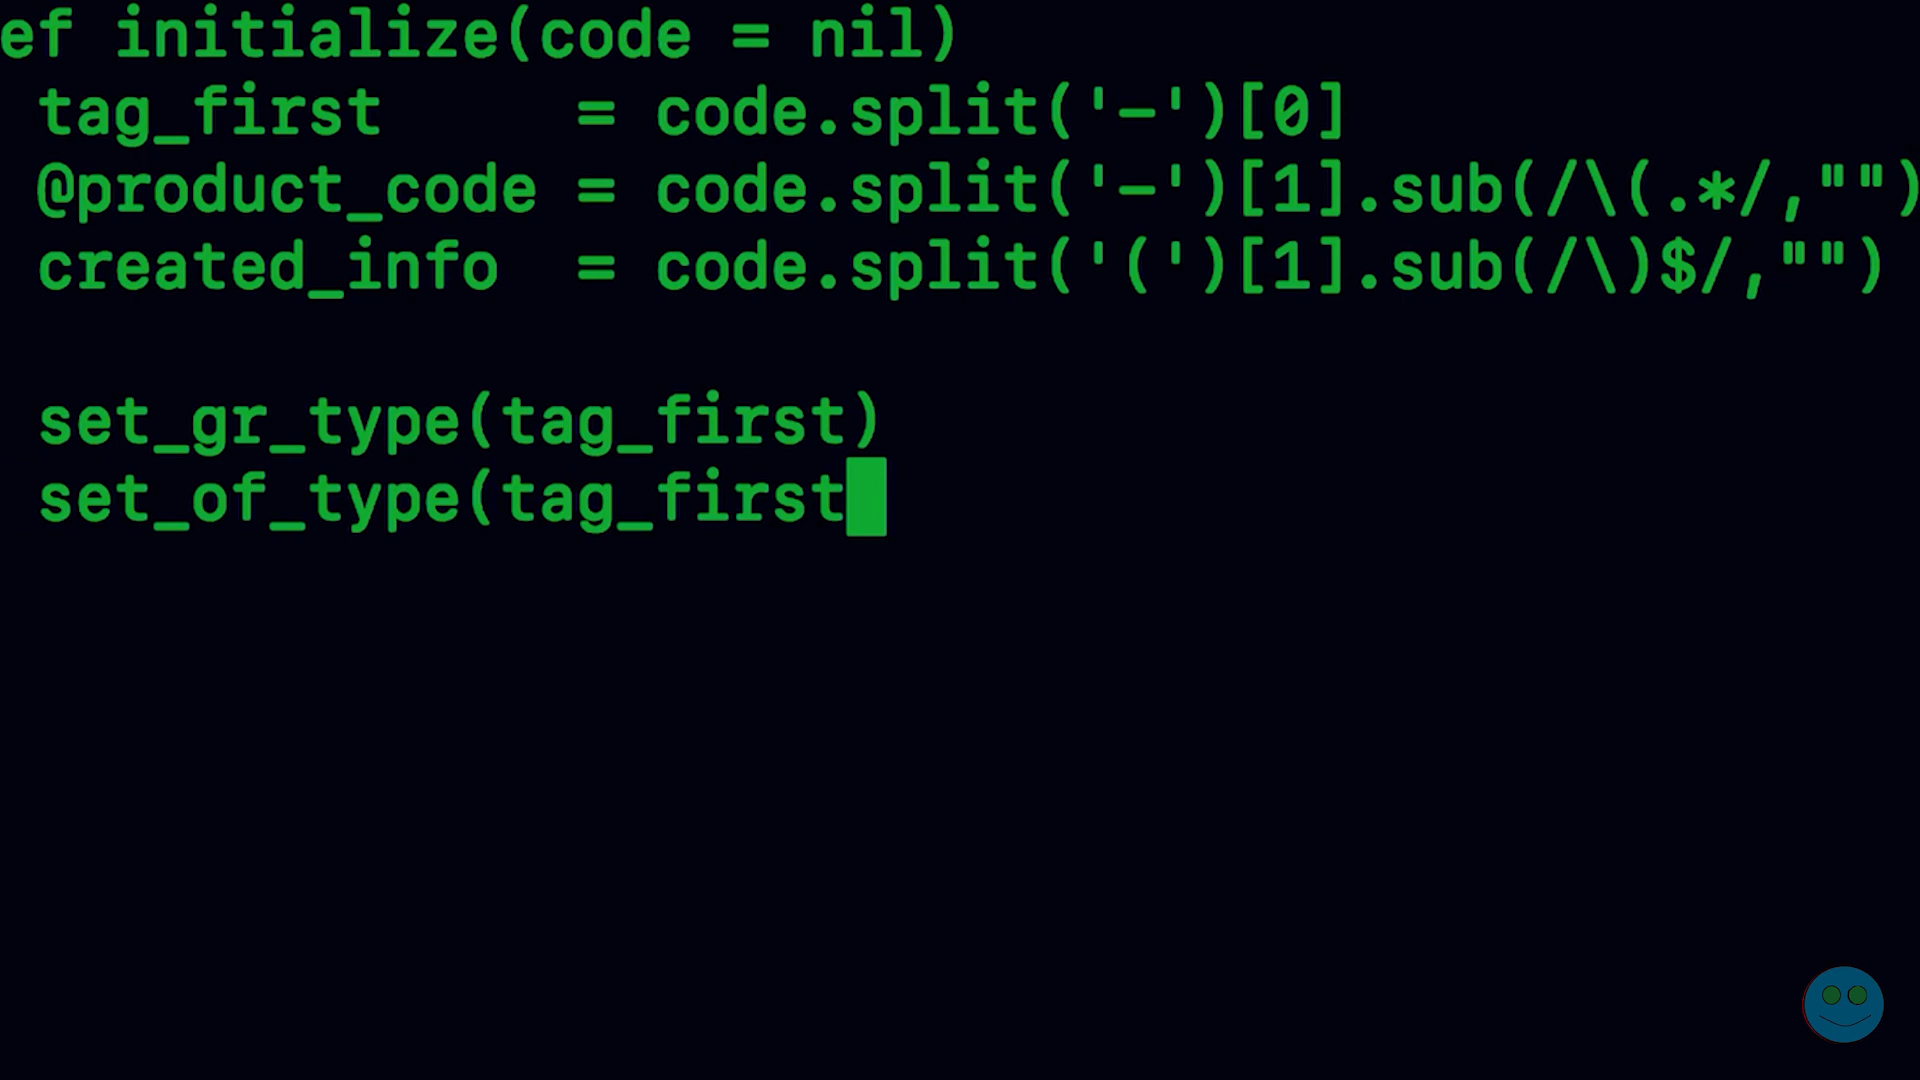 ef initialize(code = nil)
tag_first = code.split('-')[0]
@product_code = code.split('-')[1].sub(/\(.*/,"")
created_info = code.split('(')[1].sub(/\)$/,"")
set_gr_type(tag_first)
set_of_type(tag_first